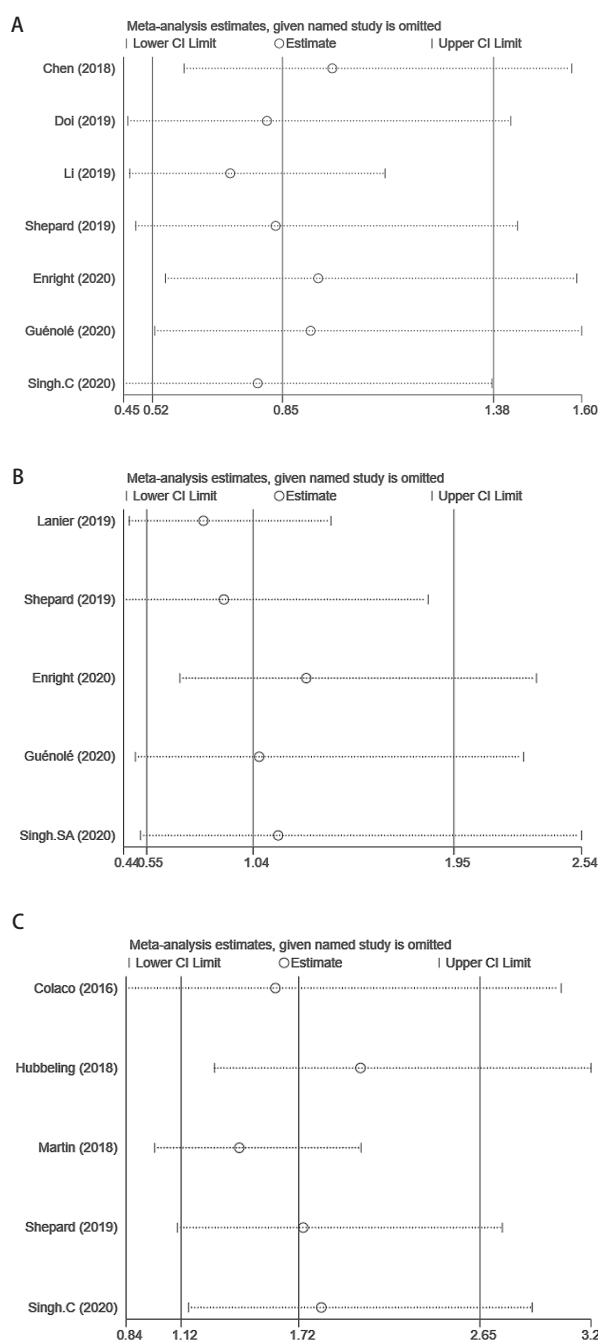 A
Meta-analysis estimates, given named study is omitted
| Lower CI Limit ○ Estimate | Upper CI Limit
Chen (2018)
Doi (2019)
Li (2019)
Shepard (2019)
Enright (2020)
Guénolé (2020)
Singh.C (2020)
0.45 0.52 0.85 1.38 1.60
B
Meta-analysis estimates, given named study is omitted
| Lower CI Limit ○ Estimate | Upper CI Limit
Lanier (2019)
Shepard (2019)
Enright (2020)
Guénolé (2020)
Singh.SA (2020)
0.44 0.55 1.04 1.95 2.54
C
Meta-analysis estimates, given named study is omitted
| Lower CI Limit ○ Estimate | Upper CI Limit
Colaco (2016)
Hubbeling (2018)
Martin (2018)
Shepard (2019)
Singh.C (2020)
0.84 1.12 1.72 2.65 3.2